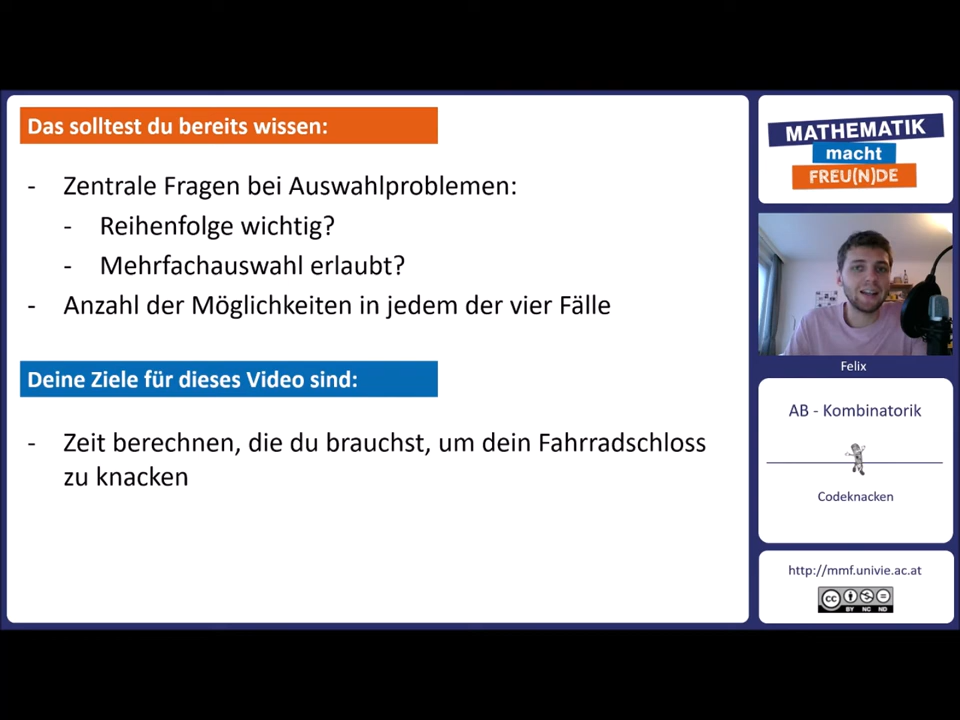 Das solltest du bereits wissen:
- Zentrale Fragen bei Auswahlproblemen:
- Reihenfolge wichtig?
- Mehrfachauswahl erlaubt?
- Anzahl der Möglichkeiten in jedem der vier Fälle
Deine Ziele für dieses Video sind:
- Zeit berechnen, die du brauchst, um dein Fahrradschloss
zu knacken
MATHEMATIK
macht
FREU(N)DE
Felix
AB - Kombinatorik
Codeknacken
http://mmf.univie.ac.at
cc
BY NC ND